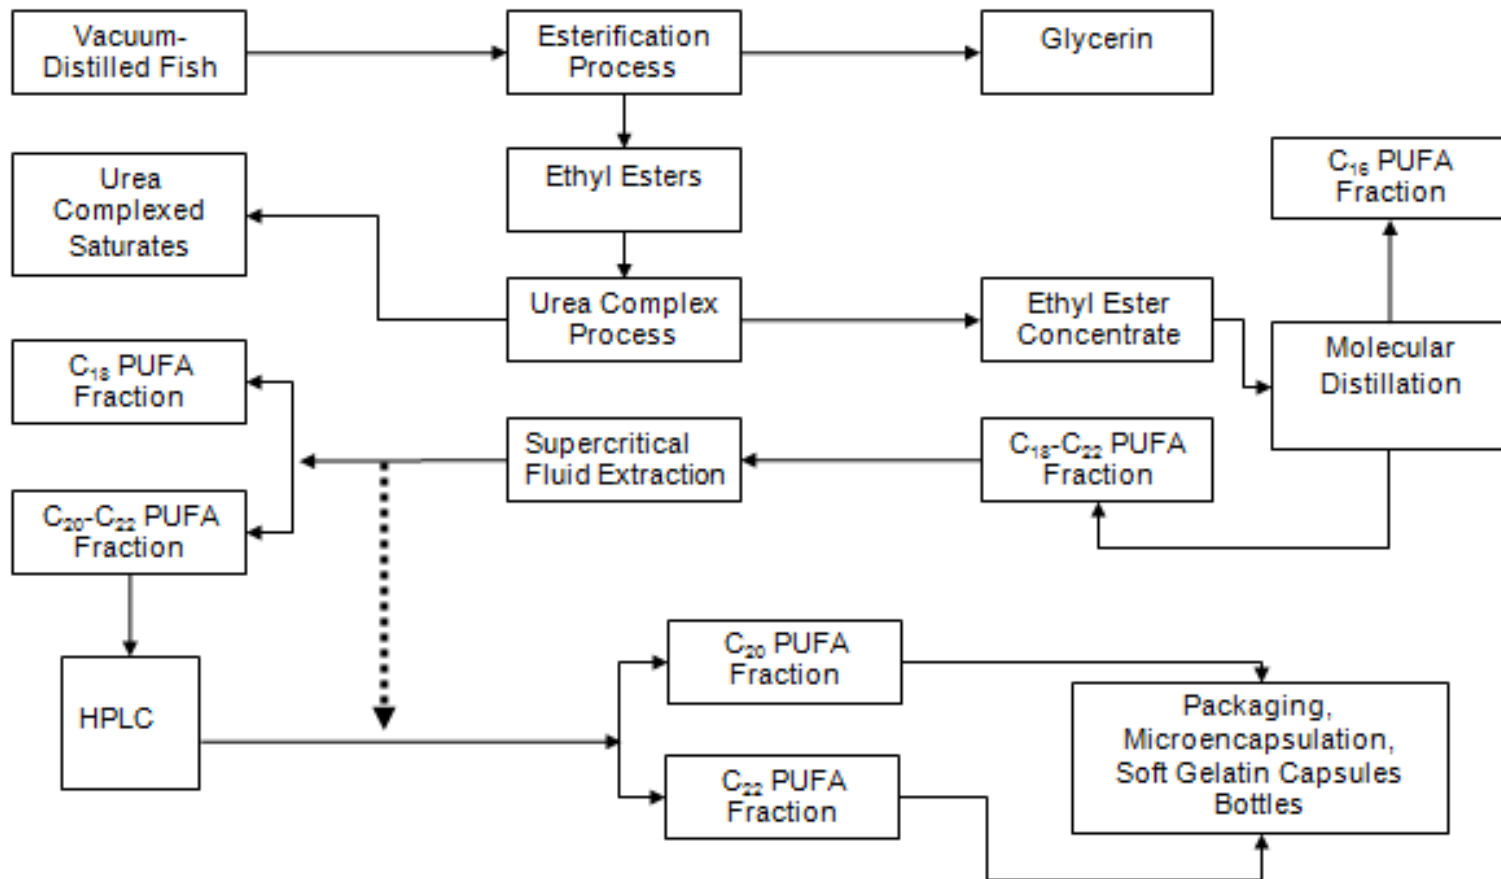 Vacuum-
Distilled Fish
Esterification
Process
Glycerin
Urea
Complexed
Saturates
Ethyl Esters
C₁₆ PUFA
Fraction
Urea Complex
Process
Ethyl Ester
Concentrate
Molecular
Distillation
C₁₈ PUFA
Fraction
Supercritical
Fluid Extraction
C₁₈-C₂₂ PUFA
Fraction
C₂₀-C₂₂ PUFA
Fraction
HPLC
C₂₀ PUFA
Fraction
C₂₂ PUFA
Fraction
Packaging,
Microencapsulation,
Soft Gelatin Capsules
Bottles